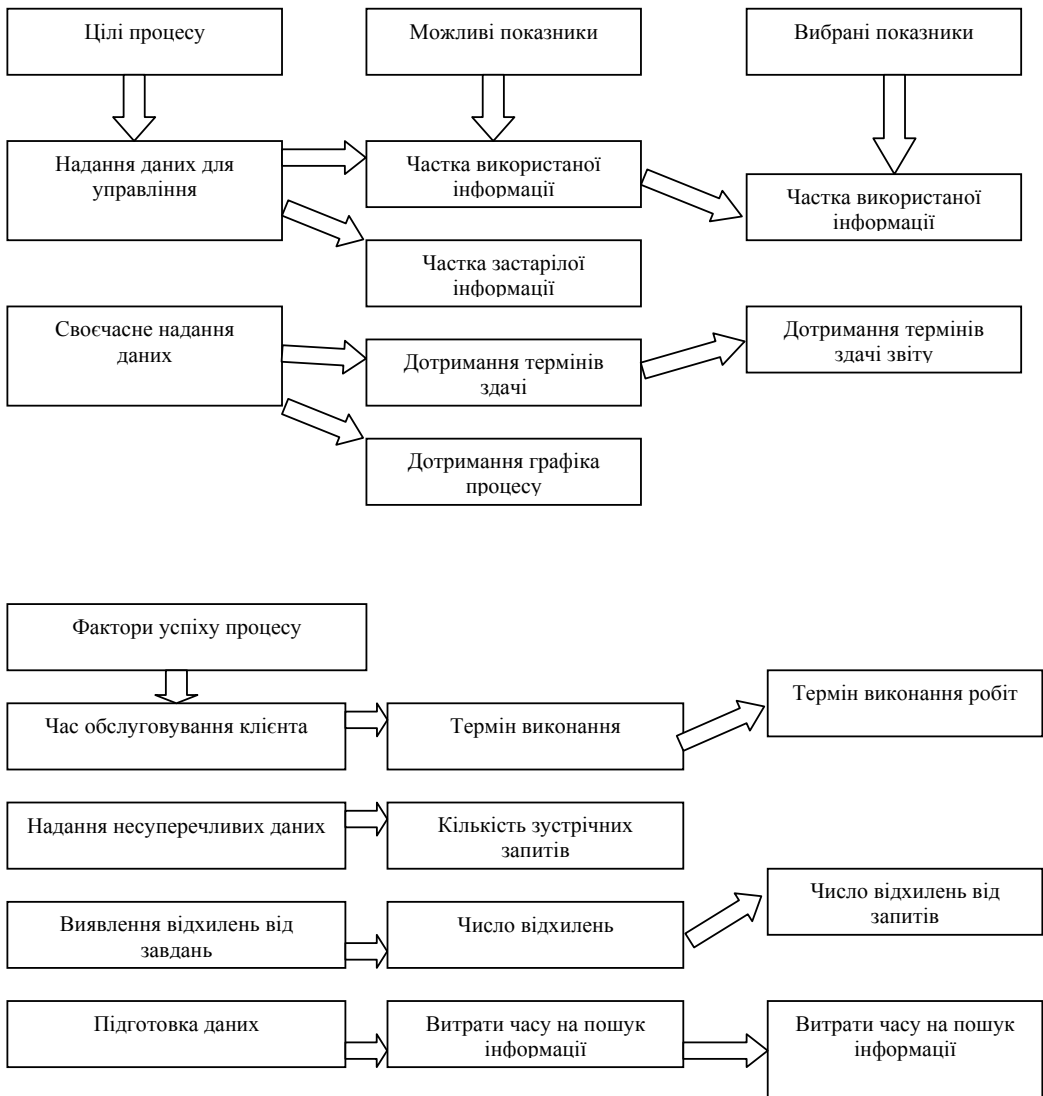 Цілі процесу
Можливі показники
Вибрані показники
Надання даних для
управління
Частка використаної
інформації
Частка використаної
інформації
Частка застарілої
інформації
Своєчасне надання
даних
Дотримання термінів
здачі
Дотримання термінів
здачі звіту
Дотримання графіка
процесу
Фактори успіху процесу
Час обслуговування клієнта
Термін виконання
Термін виконання робіт
Надання несуперечливих даних
Кількість зустрічних
запитів
Виявлення відхилень від
завдань
Число відхилень
Число відхилень від
запитів
Підготовка даних
Витрати часу на пошук
інформації
Витрати часу на пошук
інформації